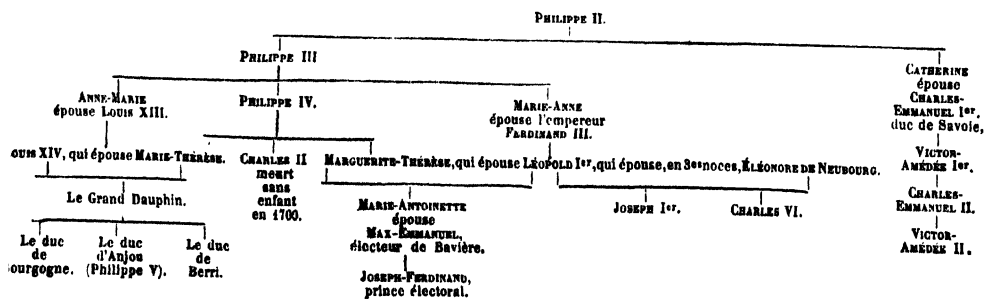 PHILIPPE II.
PHILIPPE III
ANNE-MARIE
épouse LOUIS XIII.
PHILIPPE IV.
MARIE-ANNE
épouse l'empereur
FERDINAND III.
CATHERINE
épouse
CHARLES-
EMMANUEL Ier.
duc de Savoie,
OUIS XIV, qui épouse MARIE-THÉRÈSE.
CHARLES II
meurt
sans
enfant
en 1700.
MARGUERITE-THÉRÈSE, qui épouse LÉOPOLD Ier, qui épouse, en 3es noces, ÉLÉONORE DE NEUBOURG.
VICTOR-
AMÉDÉE Ier.
Le Grand Dauphin.
MARIE-ANTOINETTE
épouse
MAX-EMMANUEL,
électeur de Bavière.
JOSEPH Ier.
CHARLES VI.
CHARLES-
EMMANUEL II.
Le duc
de
ourgogne.
Le duc
d'Anjou
(Philippe V).
Le duc
de
Berri.
VICTOR-
AMÉDÉE II.
JOSEPH-FERDINAND,
prince électoral.